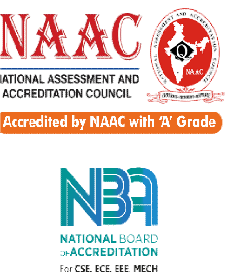 NAAC
NATIONAL ASSESSMENT AND
ACCREDITATION COUNCIL
NAAC
Accredited by NAAC with ‘A’ Grade
NBA
NATIONAL BOARD
OF ACCREDITATION
For CSE, ECE, EEE, MECH